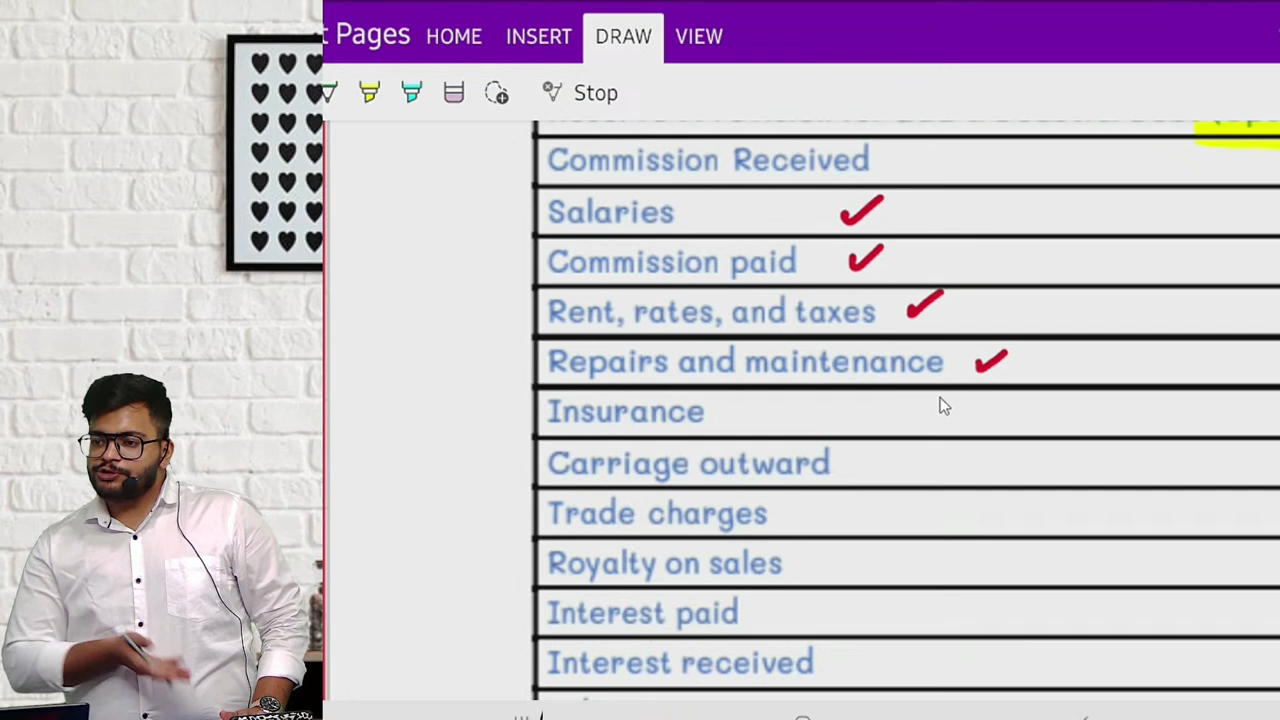 t Pages HOME INSERT DRAW VIEW
Stop
Commission Received
Salaries
Commission paid
Rent, rates, and taxes
Repairs and maintenance
Insurance
Carriage outward
Trade charges
Royalty on sales
Interest paid
Interest received